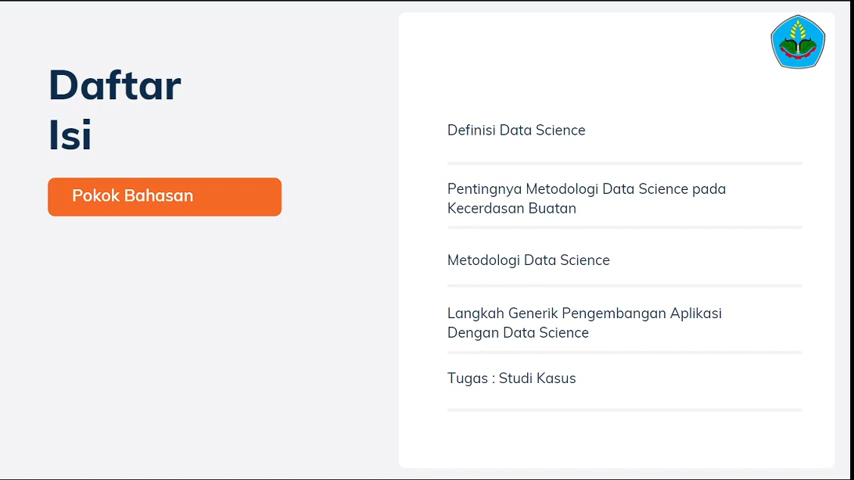 Daftar
Isi
Pokok Bahasan
Definisi Data Science
Pentingnya Metodologi Data Science pada
Kecerdasan Buatan
Metodologi Data Science
Langkah Generik Pengembangan Aplikasi
Dengan Data Science
Tugas : Studi Kasus